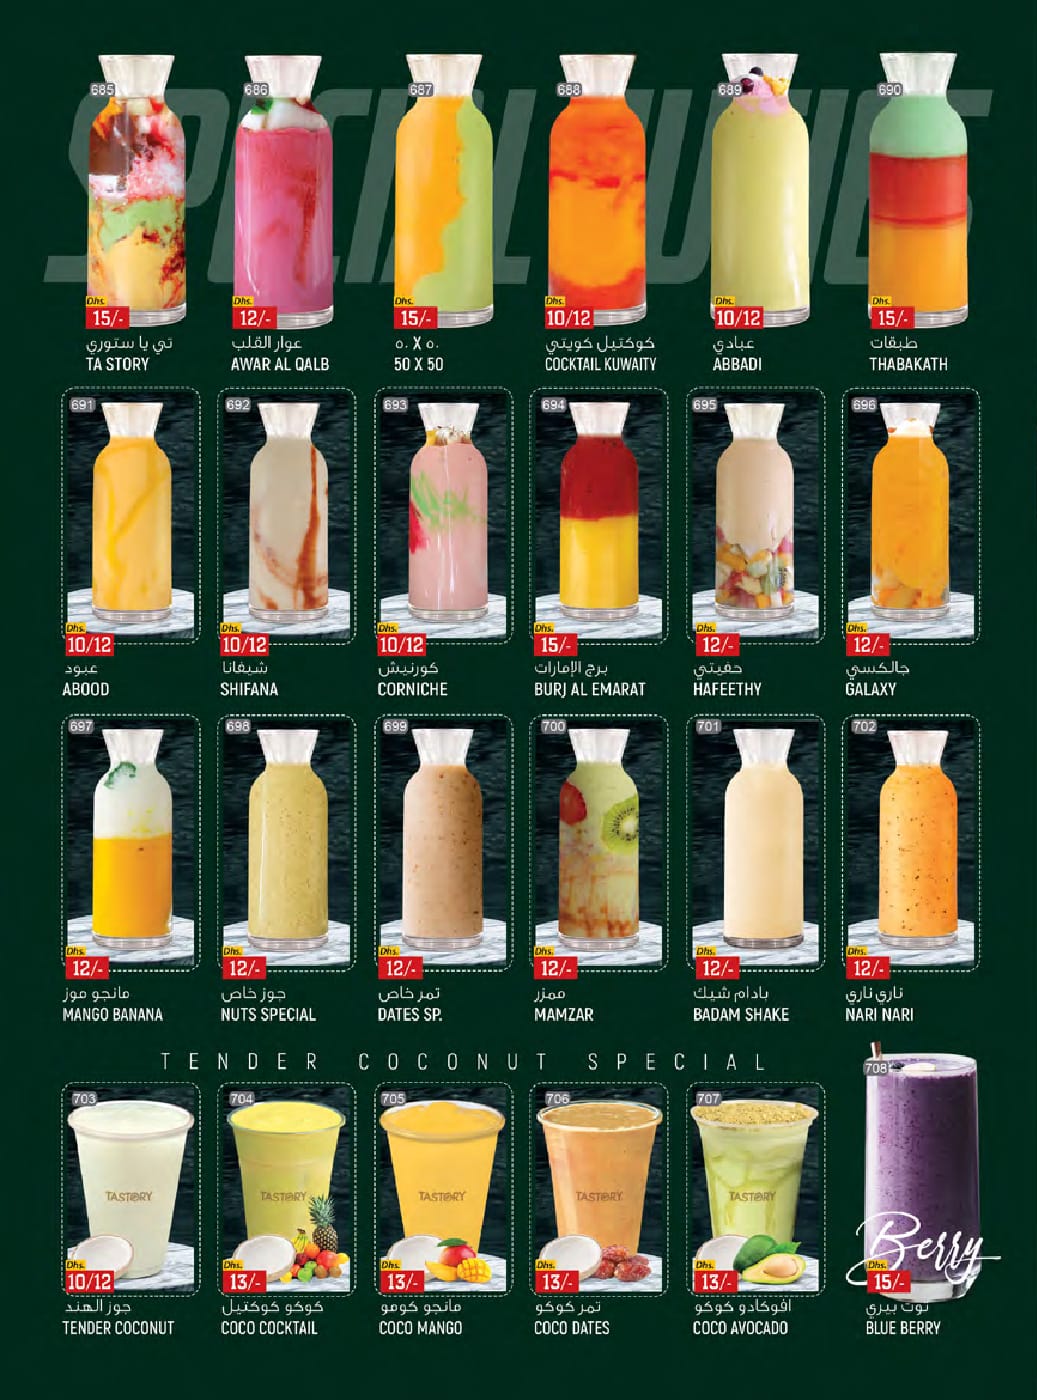 SPECIAL JUICES
685
686
687
688
689
690
Dhs.
15/-
Dhs.
12/-
Dhs.
15/-
Dhs.
10/12
Dhs.
10/12
Dhs.
15/-
تي يا ستوري
TA STORY
عوار القلب
AWAR AL QALB
٥٠ X ٥٠
50 X 50
كوكتيل كويتي
COCKTAIL KUWAITY
عبادي
ABBADI
طبقات
THABAKATH
691
692
693
694
695
696
Dhs.
10/12
Dhs.
10/12
Dhs.
10/12
Dhs.
15/-
Dhs.
12/-
Dhs.
12/-
عبود
ABOOD
شيفانا
SHIFANA
كورنيش
CORNICHE
برج الإمارات
BURJ AL EMARAT
حفيتي
HAFEETHY
جالكسي
GALAXY
697
698
699
700
701
702
Dhs.
12/-
Dhs.
12/-
Dhs.
12/-
Dhs.
12/-
Dhs.
12/-
Dhs.
12/-
مانجو موز
MANGO BANANA
جوز خاص
NUTS SPECIAL
تمر خاص
DATES SP.
ممزر
MAMZAR
بادام شيك
BADAM SHAKE
ناري ناري
NARI NARI
TENDER COCONUT SPECIAL
703
704
705
706
707
708
TASTORY
TASTORY
TASTORY
TASTORY
TASTORY
Berry
Dhs.
10/12
Dhs.
13/-
Dhs.
13/-
Dhs.
13/-
Dhs.
13/-
Dhs.
15/-
جوز الهند
TENDER COCONUT
كوكو كوكتيل
COCO COCKTAIL
مانجو كومو
COCO MANGO
تمر كوكو
COCO DATES
افوكادو كوكو
COCO AVOCADO
توت بيري
BLUE BERRY